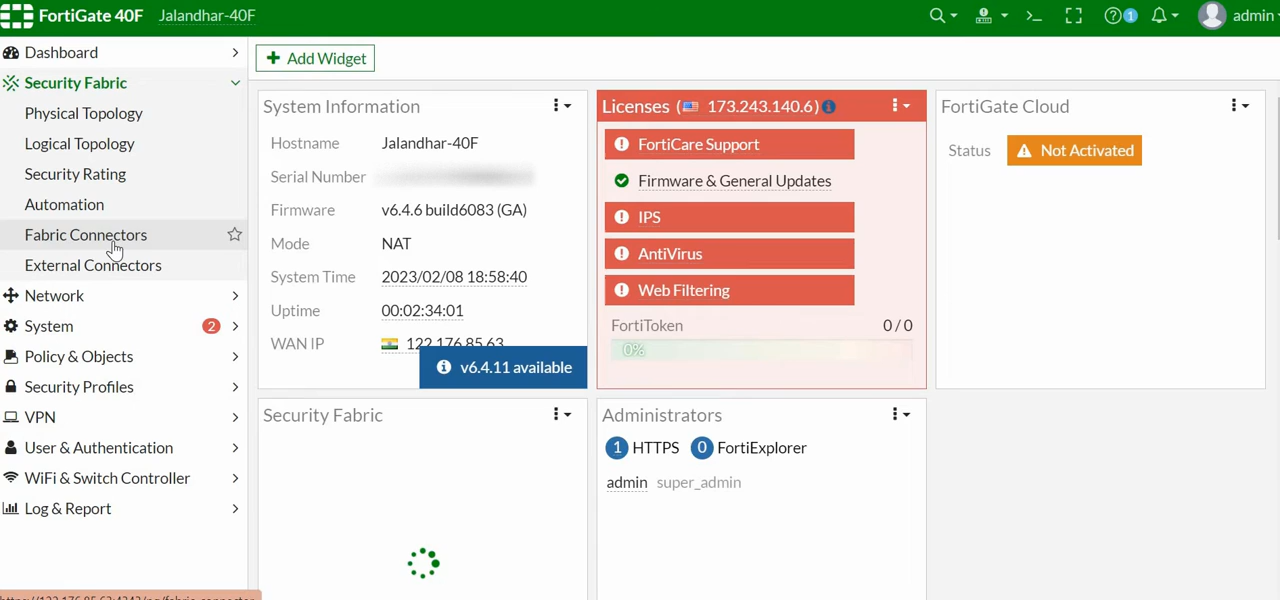 FortiGate 40F Jalandhar-40F
1 admin
Dashboard
Security Fabric
Physical Topology
Logical Topology
Security Rating
Automation
Fabric Connectors
External Connectors
Network
System 2
Policy & Objects
Security Profiles
VPN
User & Authentication
WiFi & Switch Controller
Log & Report
+ Add Widget
System Information
Hostname Jalandhar-40F
Serial Number
Firmware v6.4.6 build6083 (GA)
Mode NAT
System Time 2023/02/08 18:58:40
Uptime 00:02:34:01
WAN IP 122.176.85.63
v6.4.11 available
Licenses ( 173.243.140.6)
FortiCare Support
Firmware & General Updates
IPS
AntiVirus
Web Filtering
FortiToken 0 / 0
0%
FortiGate Cloud
Status Not Activated
Security Fabric
Administrators
1 HTTPS 0 FortiExplorer
admin super_admin